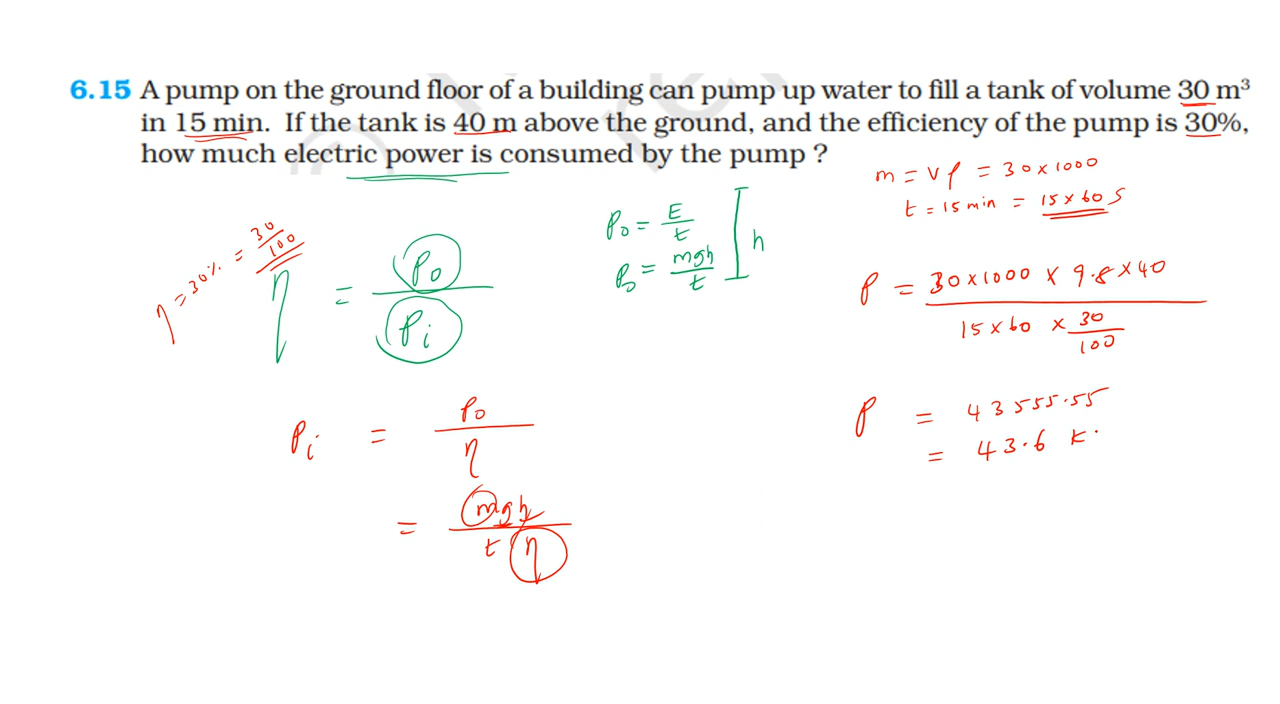 6.15 A pump on the ground floor of a building can pump up water to fill a tank of volume 30 m³
in 15 min. If the tank is 40 m above the ground, and the efficiency of the pump is 30%,
how much electric power is consumed by the pump ?
m = Vρ = 30 x 1000
t = 15 min = 15 x 60 S
η = 30% = 30/100
η = P₀/Pᵢ
P₀ = E/t
P₀ = mgh/t
h
P = 30 x 1000 x 9.8 x 40 / 15 x 60 x 30/100
Pᵢ = P₀/η
= mgh/tη
P = 43555.55
= 43.6 k.